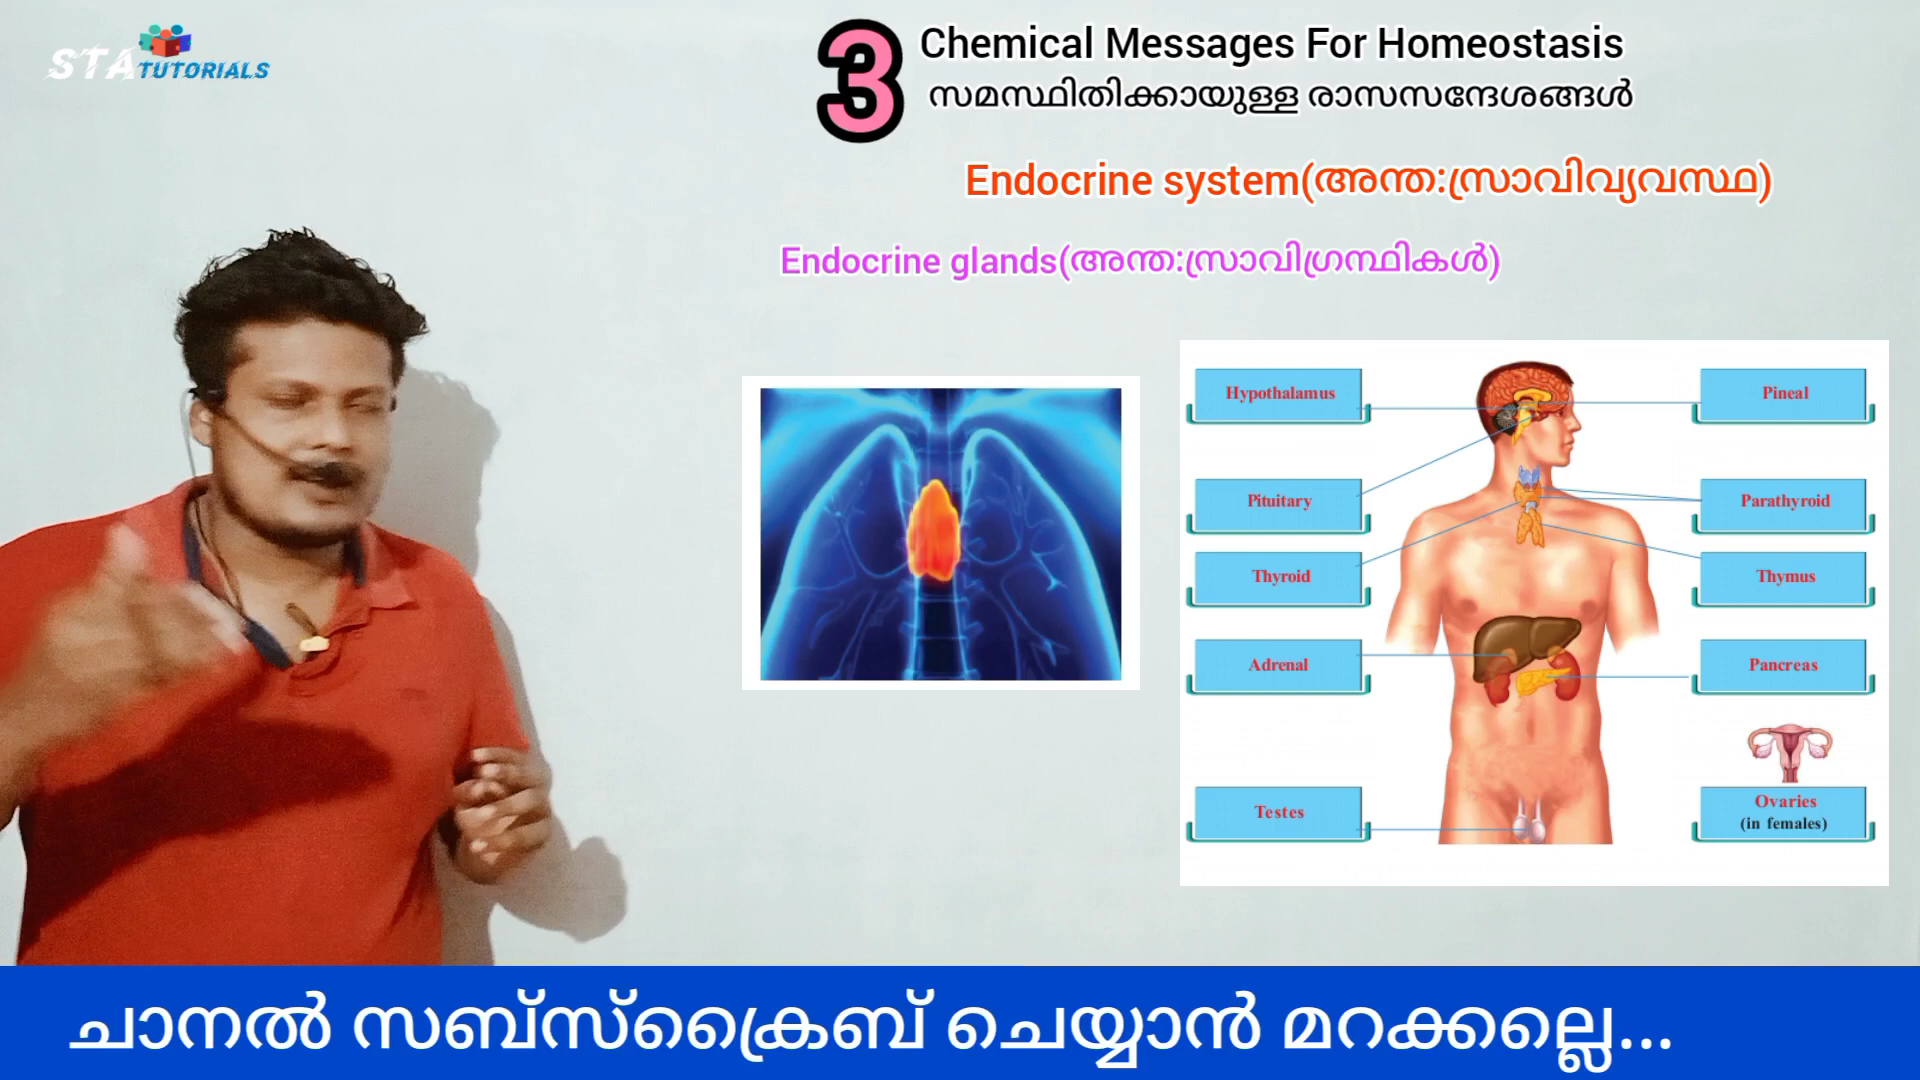 STA TUTORIALS
3 Chemical Messages For Homeostasis
സമസ്ഥിതിക്കായുള്ള രാസസന്ദേശങ്ങൾ
Endocrine system(അന്ത:സ്രാവിവ്യവസ്ഥ)
Endocrine glands(അന്ത:സ്രാവിഗ്രന്ഥികൾ)
Hypothalamus
Pineal
Pituitary
Parathyroid
Thyroid
Thymus
Adrenal
Pancreas
Testes
Ovaries
(in females)
ചാനൽ സബ്സ്ക്രൈബ് ചെയ്യാൻ മറക്കല്ലെ...